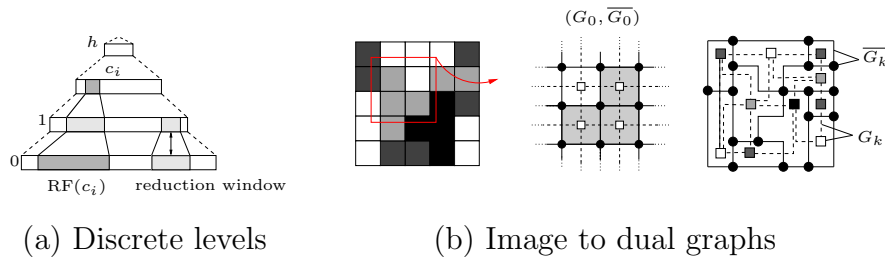 h
c_i
1
0
RF(c_i)
reduction window
(G_0, \overline{G_0})
\overline{G_k}
G_k
(a) Discrete levels
(b) Image to dual graphs